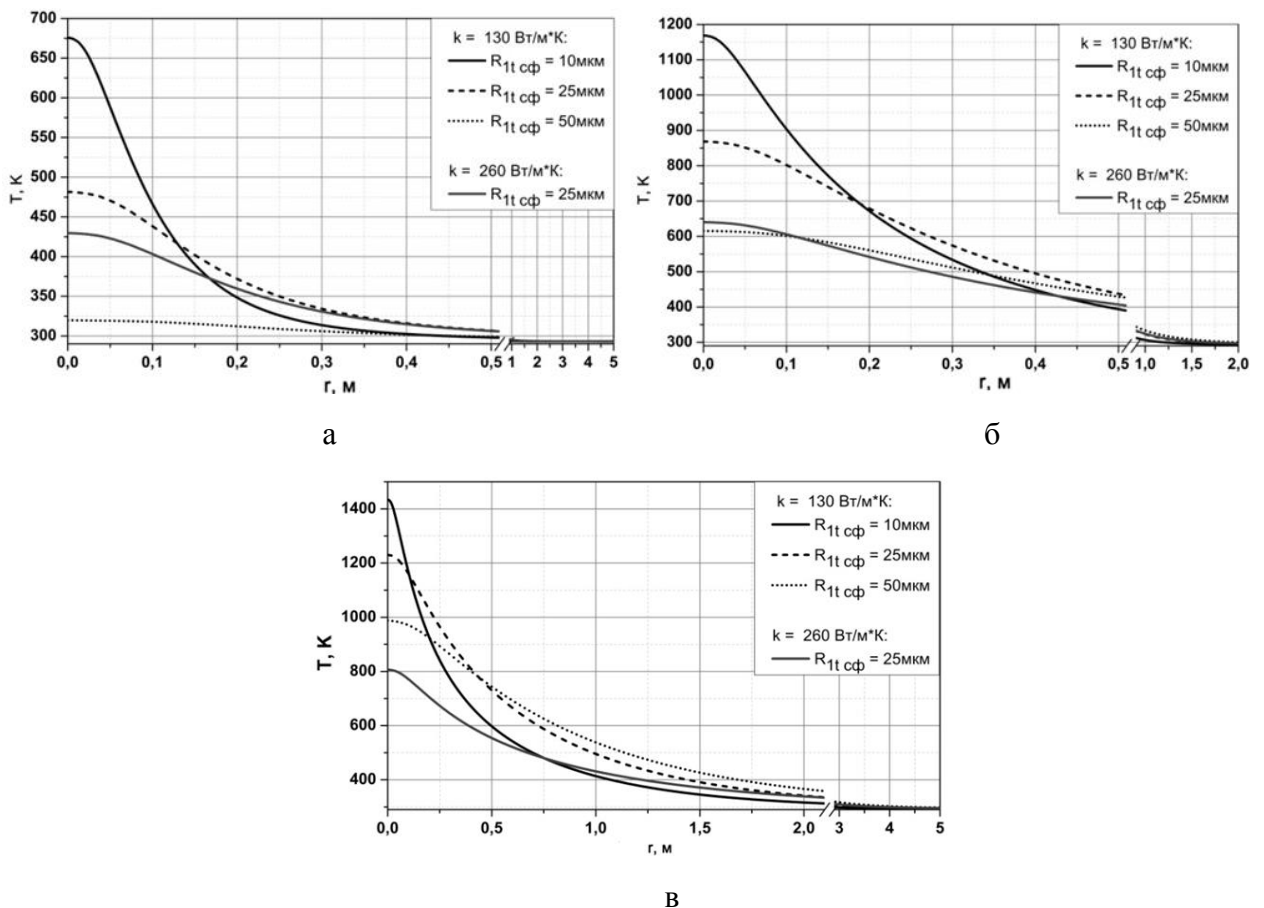 700
650
600
550
500
450
400
350
300
T, K
0,0 0,1 0,2 0,3 0,4 0,5 1 2 3 4 5
r, м
k = 130 Вт/м*К:
R1t сф = 10мкм
R1t сф = 25мкм
R1t сф = 50мкм
k = 260 Вт/м*К:
R1t сф = 25мкм
а
1200
1100
1000
900
800
700
600
500
400
300
T, K
0,0 0,1 0,2 0,3 0,4 0,5 1,0 1,5 2,0
r, м
k = 130 Вт/м*К:
R1t сф = 10мкм
R1t сф = 25мкм
R1t сф = 50мкм
k = 260 Вт/м*К:
R1t сф = 25мкм
б
1400
1200
1000
800
600
400
T, K
0,0 0,5 1,0 1,5 2,0 3 4 5
r, м
k = 130 Вт/м*К:
R1t сф = 10мкм
R1t сф = 25мкм
R1t сф = 50мкм
k = 260 Вт/м*К:
R1t сф = 25мкм
в